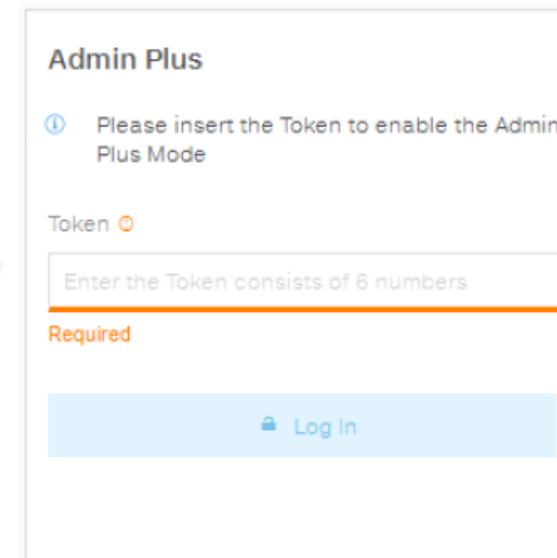 Admin Plus
Please insert the Token to enable the Admin
Plus Mode
Token
Enter the Token consists of 6 numbers
Required
Log In